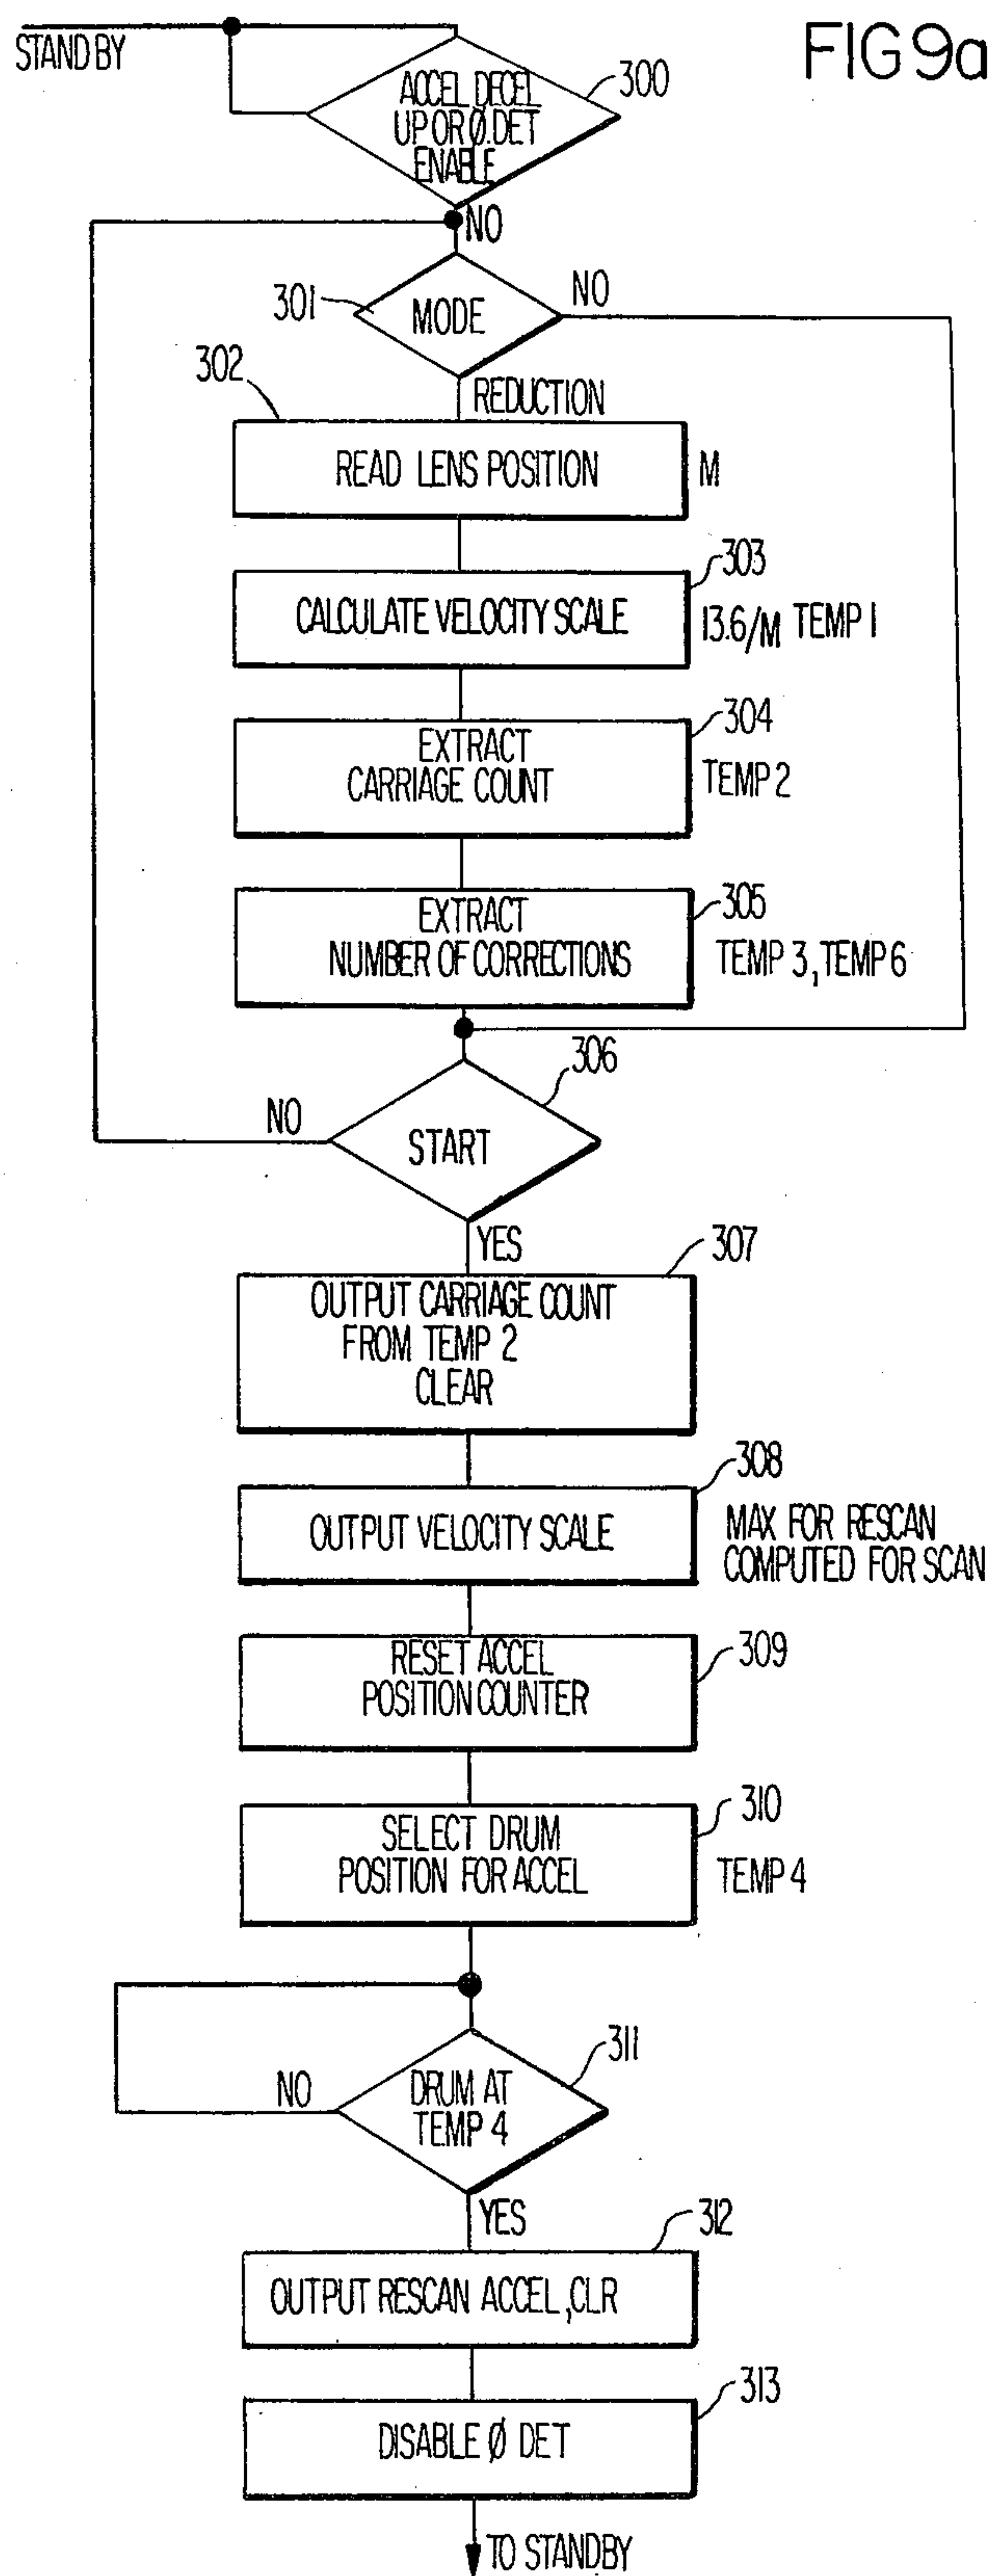 FIG 9a
STAND BY
300
ACCEL DECEL
UP OR Ø.DET
ENABLE
NO
301
MODE
NO
REDUCTION
302
READ LENS POSITION
M
303
CALCULATE VELOCITY SCALE
13.6/M TEMP 1
304
EXTRACT
CARRIAGE COUNT
TEMP 2
305
EXTRACT
NUMBER OF CORRECTIONS
TEMP 3, TEMP 6
306
NO
START
YES
307
OUTPUT CARRIAGE COUNT
FROM TEMP 2
CLEAR
308
OUTPUT VELOCITY SCALE
MAX FOR RESCAN
COMPUTED FOR SCAN
309
RESET ACCEL
POSITION COUNTER
310
SELECT DRUM
POSITION FOR ACCEL
TEMP 4
311
NO
DRUM AT
TEMP 4
YES
312
OUTPUT RESCAN ACCEL, CLR
313
DISABLE Ø DET
TO STANDBY